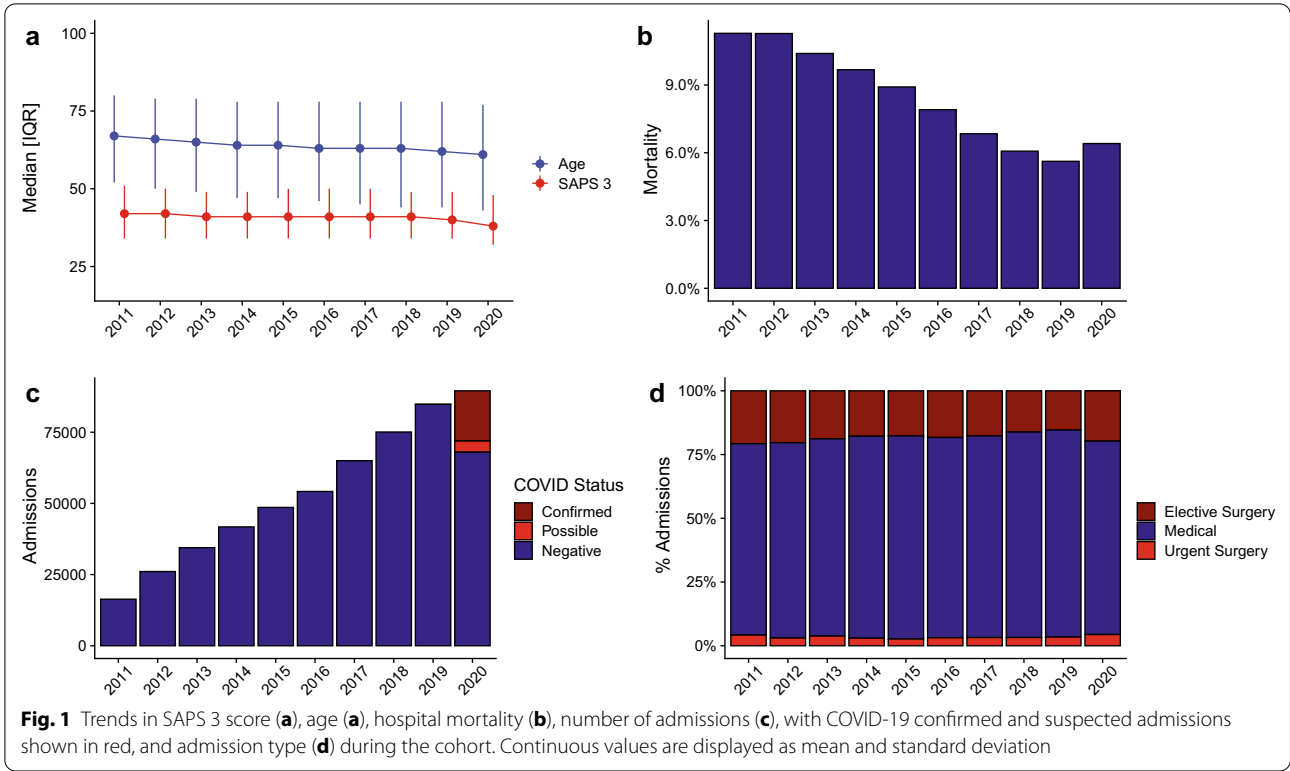 a
100
75
50
25
Median [IQR]
2011 2012 2013 2014 2015 2016 2017 2018 2019 2020
Age
SAPS 3
b
9.0%
6.0%
3.0%
0.0%
Mortality
2011 2012 2013 2014 2015 2016 2017 2018 2019 2020
c
75000
50000
25000
0
Admissions
2011 2012 2013 2014 2015 2016 2017 2018 2019 2020
COVID Status
Confirmed
Possible
Negative
d
100%
75%
50%
25%
0%
% Admissions
2011 2012 2013 2014 2015 2016 2017 2018 2019 2020
Elective Surgery
Medical
Urgent Surgery
Fig. 1 Trends in SAPS 3 score (a), age (a), hospital mortality (b), number of admissions (c), with COVID-19 confirmed and suspected admissions
shown in red, and admission type (d) during the cohort. Continuous values are displayed as mean and standard deviation